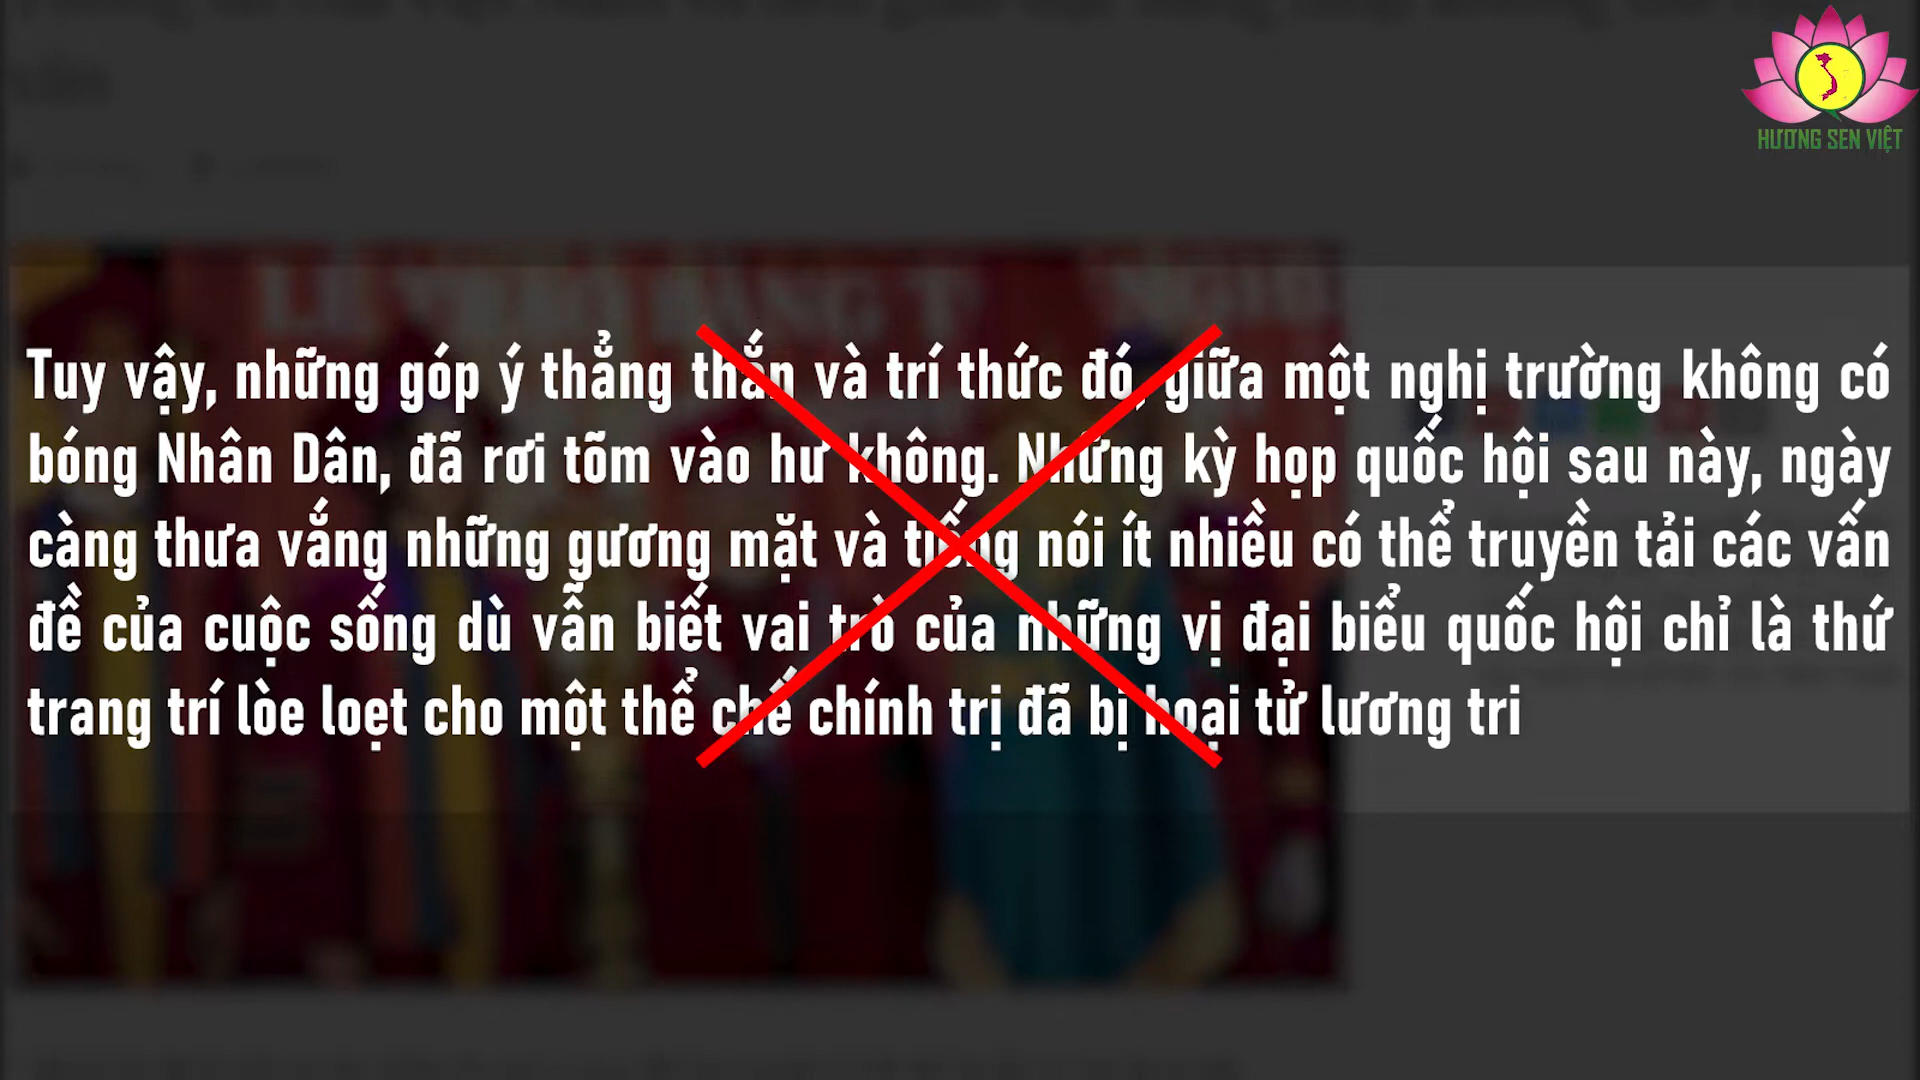 HƯƠNG SEN VIỆT
Tuy vậy, những góp ý thẳng thắn và trí thức đó, giữa một nghị trường không có
bóng Nhân Dân, đã rơi tõm vào hư không. Những kỳ họp quốc hội sau này, ngày
càng thưa vắng những gương mặt và tiếng nói ít nhiều có thể truyền tải các vấn
đề của cuộc sống dù vẫn biết vai trò của những vị đại biểu quốc hội chỉ là thứ
trang trí lòe loẹt cho một thể chế chính trị đã bị hoại tử lương tri